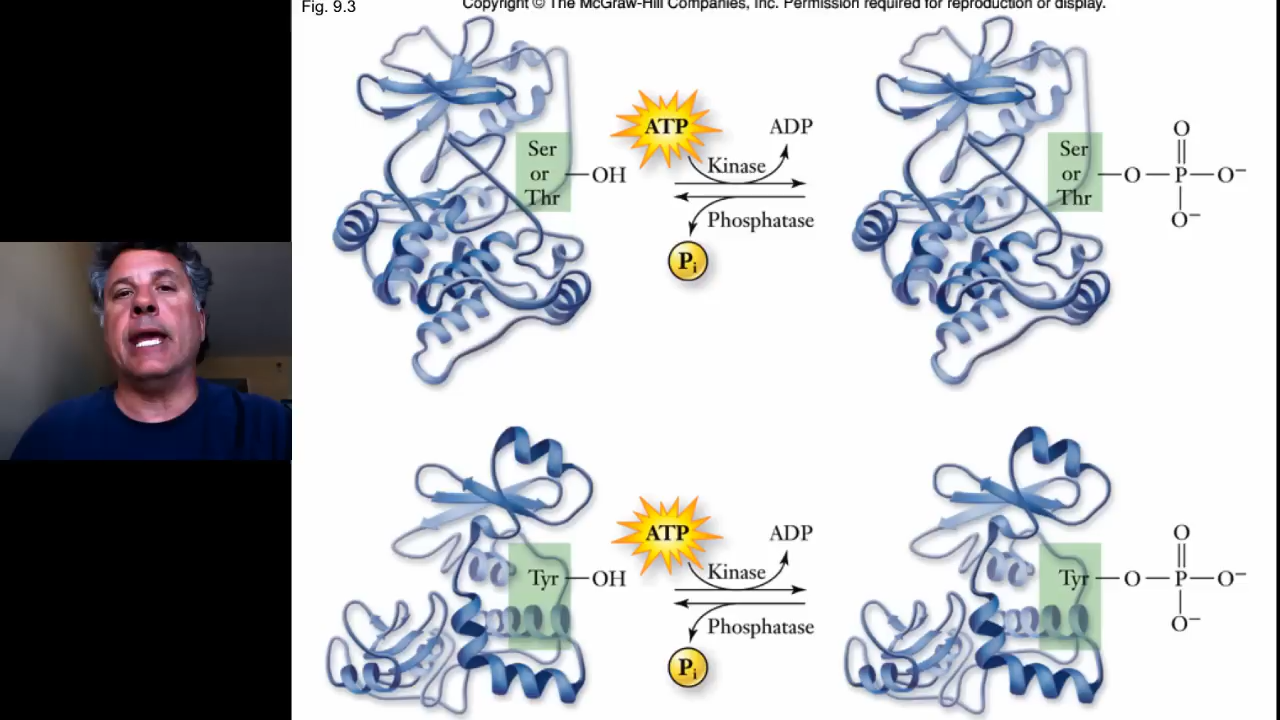 Fig. 9.3
Copyright © The McGraw-Hill Companies, Inc. Permission required for reproduction or display.
Ser
or
Thr
OH
ATP
ADP
Kinase
Phosphatase
Pi
Ser
or
Thr
O
P
O⁻
O
O⁻
Tyr
OH
ATP
ADP
Kinase
Phosphatase
Pi
Tyr
O
P
O⁻
O
O⁻